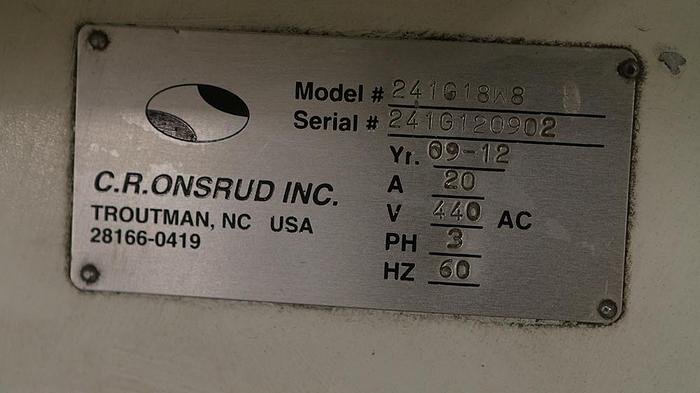 Model # 241G18W8
Serial # 241G120902
Yr. 09-12
A 20
V 440 AC
PH 3
HZ 60
C.R.ONSRUD INC.
TROUTMAN, NC USA
28166-0419